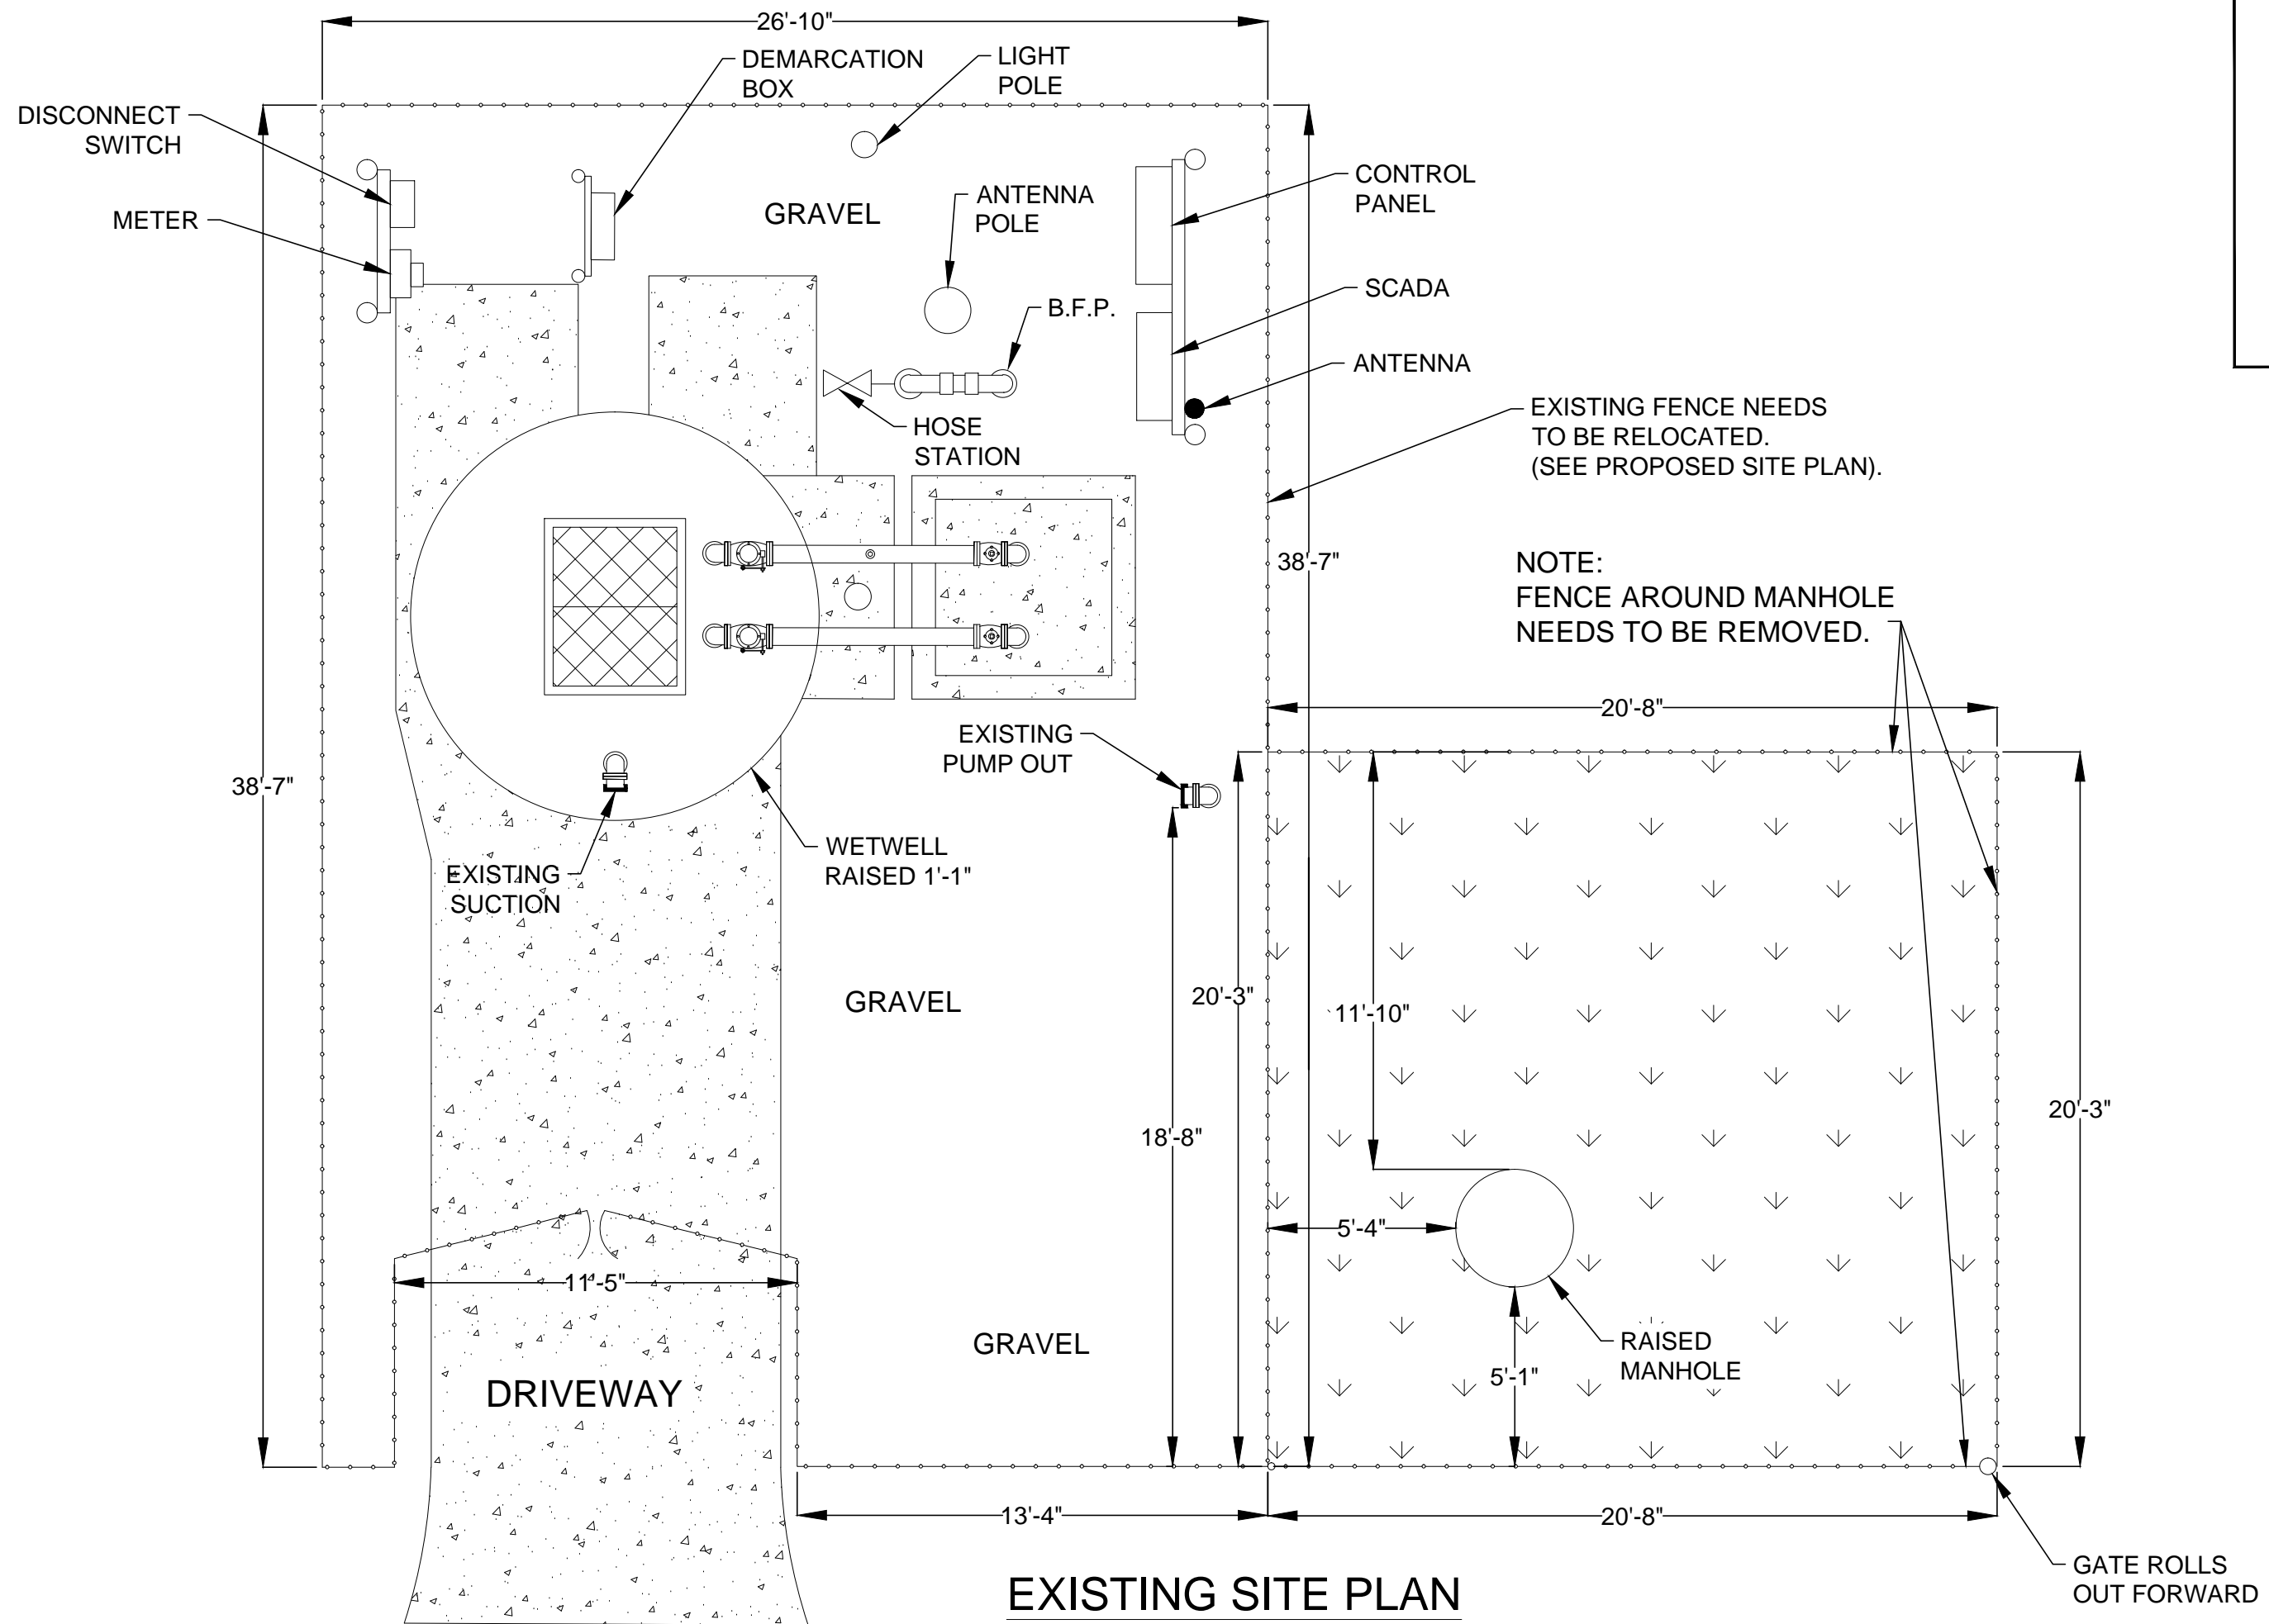 26'-10"
DEMARCATION
BOX
LIGHT
POLE
DISCONNECT
SWITCH
METER
GRAVEL
ANTENNA
POLE
CONTROL
PANEL
SCADA
B.F.P.
ANTENNA
HOSE
STATION
EXISTING FENCE NEEDS
TO BE RELOCATED.
(SEE PROPOSED SITE PLAN).
38'-7"
NOTE:
FENCE AROUND MANHOLE
NEEDS TO BE REMOVED.
20'-8"
EXISTING
PUMP OUT
38'-7"
WETWELL
RAISED 1'-1"
EXISTING
SUCTION
GRAVEL
20'-3"
11'-10"
18'-8"
20'-3"
5'-4"
11'-5"
GRAVEL
RAISED
MANHOLE
5'-1"
DRIVEWAY
13'-4"
20'-8"
GATE ROLLS
OUT FORWARD
EXISTING SITE PLAN